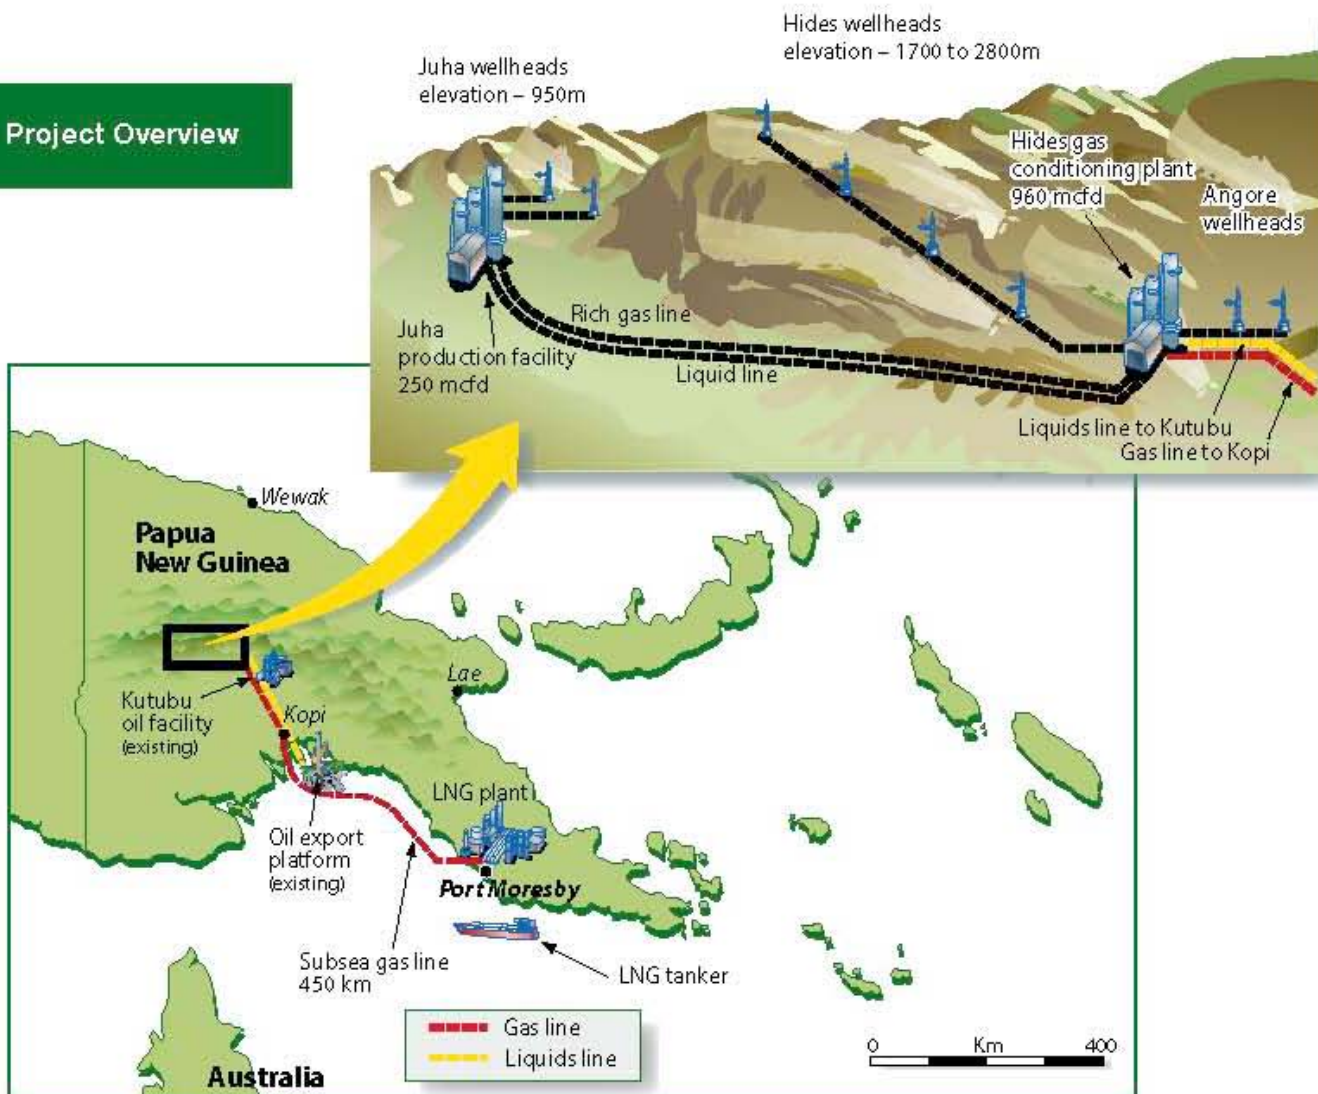 Project Overview
Juha wellheads
elevation – 950m
Hides wellheads
elevation – 1700 to 2800m
Hides gas
conditioning plant
960 mcfd
Angore
wellheads
Juha
production facility
250 mcfd
Rich gas line
Liquid line
Liquids line to Kutubu
Gas line to Kopi
Wewak
Papua
New Guinea
Lae
Kutubu
oil facility
(existing)
Kopi
LNG plant
Oil export
platform
(existing)
Port Moresby
Subsea gas line
450 km
LNG tanker
Gas line
Liquids line
0 Km 400
Australia